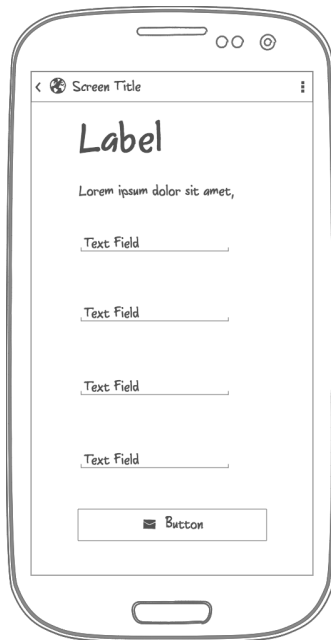 Screen Title
Label
Lorem ipsum dolor sit amet,
Text Field
Text Field
Text Field
Text Field
Button